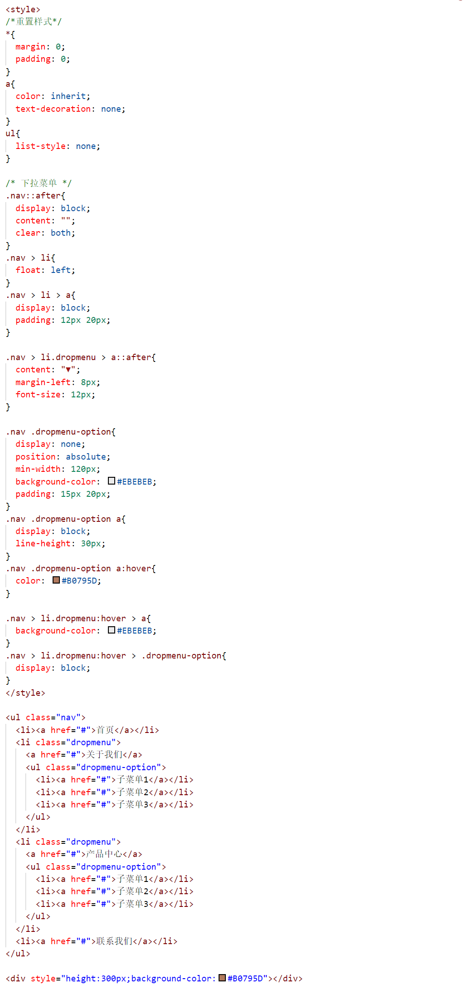 <style>
/*重置样式*/
*{
  margin: 0;
  padding: 0;
}
a{
  color: inherit;
  text-decoration: none;
}
ul{
  list-style: none;
}

/* 下拉菜单 */
.nav::after{
  display: block;
  content: "";
  clear: both;
}
.nav > li{
  float: left;
}
.nav > li > a{
  display: block;
  padding: 12px 20px;
}

.nav > li.dropmenu > a::after{
  content: "▼";
  margin-left: 8px;
  font-size: 12px;
}

.nav .dropmenu-option{
  display: none;
  position: absolute;
  min-width: 120px;
  background-color: #EBEBEB;
  padding: 15px 20px;
}
.nav .dropmenu-option a{
  display: block;
  line-height: 30px;
}
.nav .dropmenu-option a:hover{
  color: #B0795D;
}

.nav > li.dropmenu:hover > a{
  background-color: #EBEBEB;
}
.nav > li.dropmenu:hover > .dropmenu-option{
  display: block;
}
</style>

<ul class="nav">
  <li><a href="#">首页</a></li>
  <li class="dropmenu">
    <a href="#">关于我们</a>
    <ul class="dropmenu-option">
      <li><a href="#">子菜单1</a></li>
      <li><a href="#">子菜单2</a></li>
      <li><a href="#">子菜单3</a></li>
    </ul>
  </li>
  <li class="dropmenu">
    <a href="#">产品中心</a>
    <ul class="dropmenu-option">
      <li><a href="#">子菜单1</a></li>
      <li><a href="#">子菜单2</a></li>
      <li><a href="#">子菜单3</a></li>
    </ul>
  </li>
  <li><a href="#">联系我们</a></li>
</ul>

<div style="height:300px;background-color:#B0795D"></div>